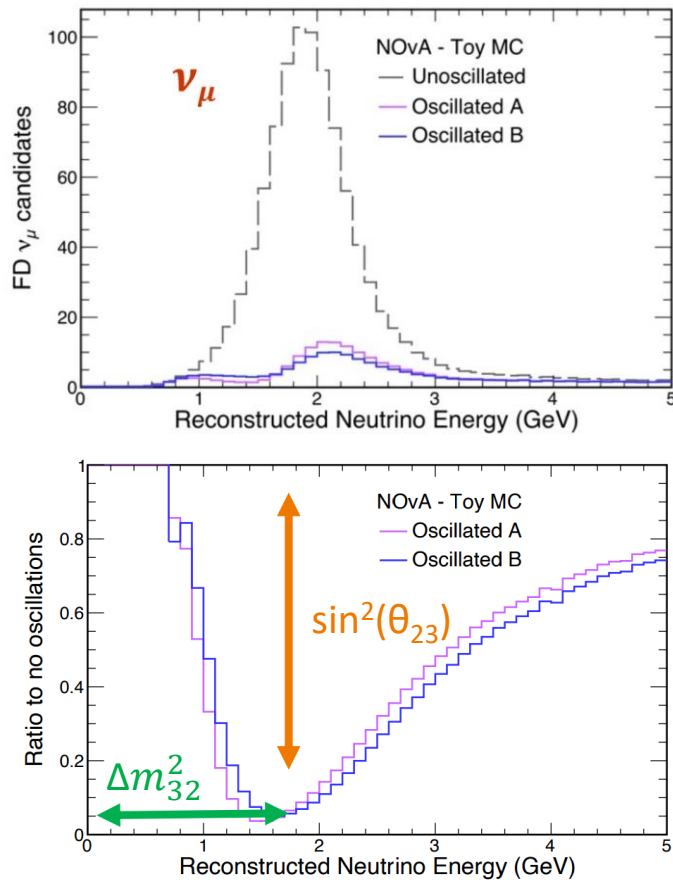 100
80
60
40
20
0
FD νμ candidates
νμ
NOvA - Toy MC
Unoscillated
Oscillated A
Oscillated B
0 1 2 3 4 5
Reconstructed Neutrino Energy (GeV)
1
0.8
0.6
0.4
0.2
0
Ratio to no oscillations
NOvA - Toy MC
Oscillated A
Oscillated B
sin²(θ₂₃)
Δm²₃₂
0 1 2 3 4 5
Reconstructed Neutrino Energy (GeV)